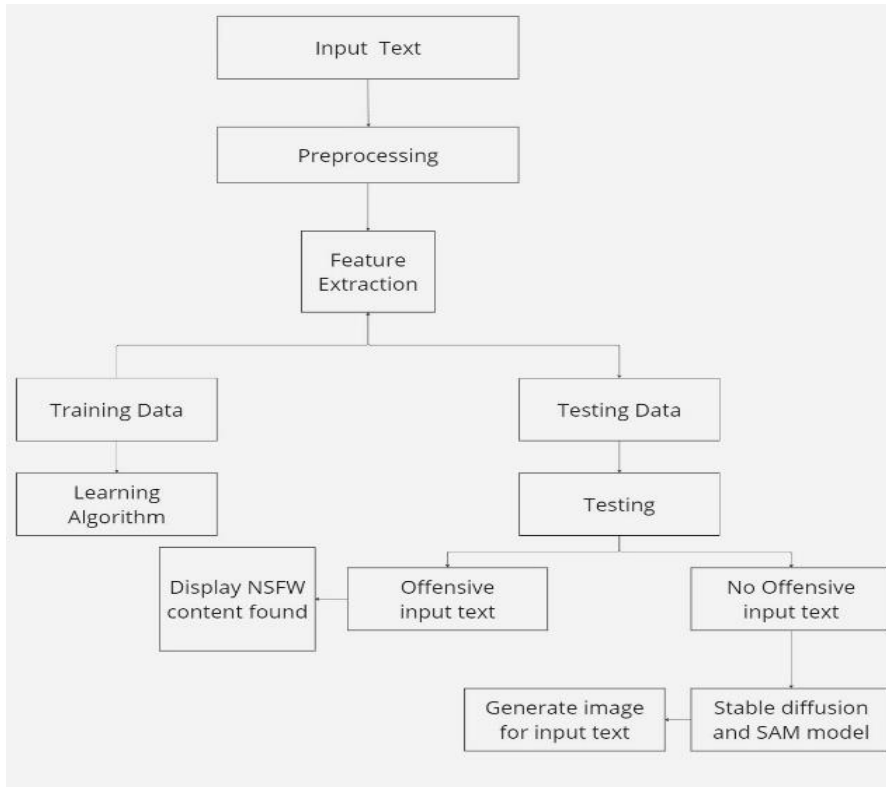 Input Text
Preprocessing
Feature
Extraction
Training Data
Testing Data
Learning
Algorithm
Testing
Display NSFW
content found
Offensive
input text
No Offensive
input text
Generate image
for input text
Stable diffusion
and SAM model